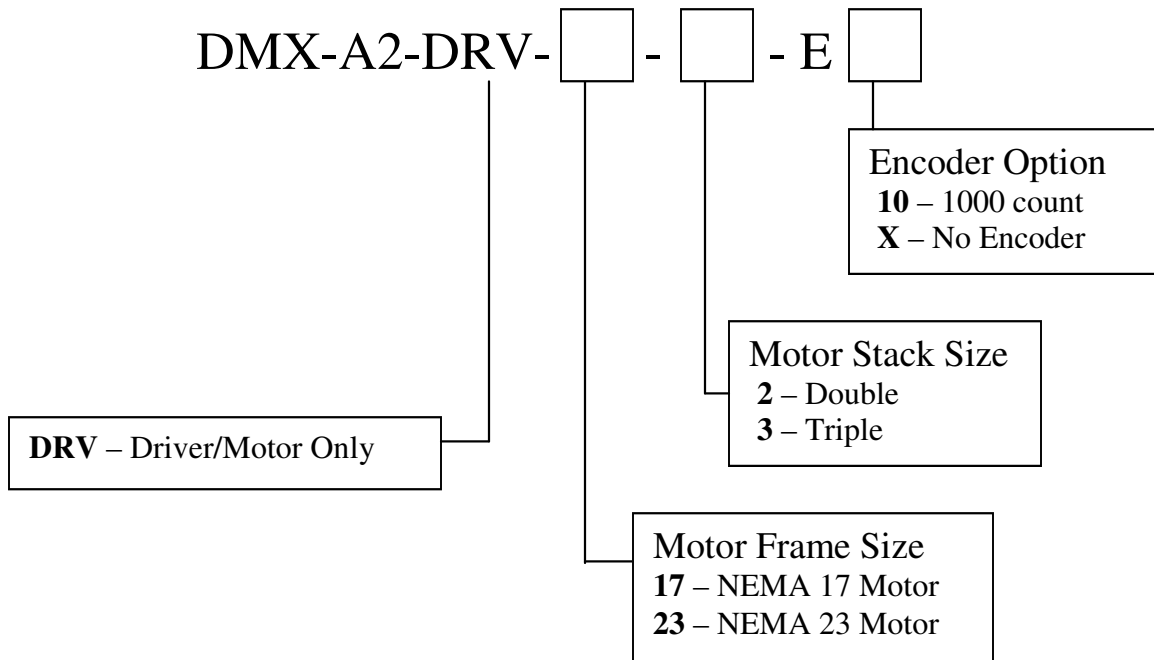 DMX-A2-DRV- - - E
Encoder Option
10 – 1000 count
X – No Encoder
Motor Stack Size
2 – Double
3 – Triple
DRV – Driver/Motor Only
Motor Frame Size
17 – NEMA 17 Motor
23 – NEMA 23 Motor